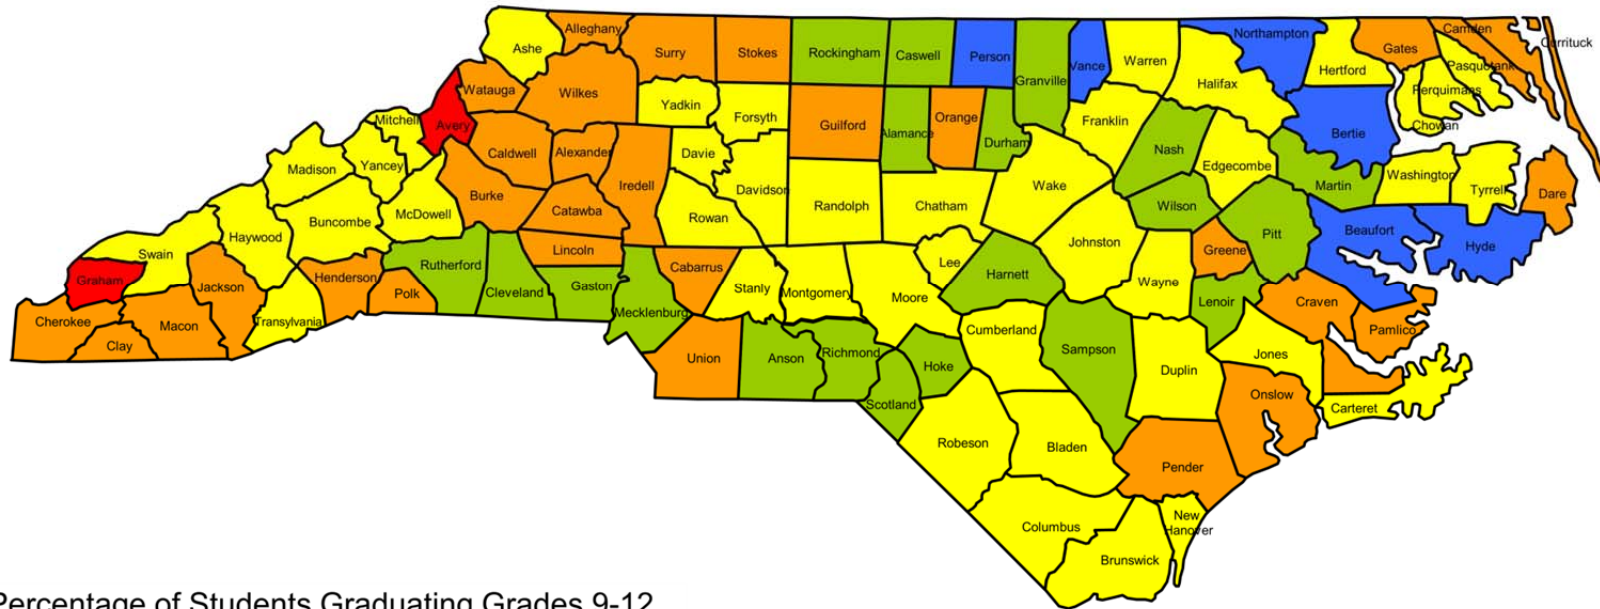 Ashe
Alleghany
Surry
Stokes
Rockingham
Caswell
Person
Granville
Vance
Warren
Northampton
Halifax
Hertford
Gates
Camden
Currituck
Pasquotank
Perquimans
Chowan
Watauga
Wilkes
Yadkin
Forsyth
Guilford
Alamance
Orange
Durham
Franklin
Nash
Edgecombe
Bertie
Martin
Washington
Tyrrell
Dare
Mitchell
Avery
Caldwell
Alexander
Iredell
Davie
Davidson
Randolph
Chatham
Wake
Wilson
Pitt
Beaufort
Hyde
Madison
Yancey
McDowell
Burke
Catawba
Rowan
Johnston
Greene
Buncombe
Haywood
Swain
Graham
Jackson
Henderson
Polk
Rutherford
Cleveland
Lincoln
Gaston
Mecklenburg
Cabarrus
Stanly
Montgomery
Moore
Lee
Harnett
Wayne
Lenoir
Craven
Pamlico
Cherokee
Clay
Macon
Transylvania
Union
Anson
Richmond
Scotland
Hoke
Cumberland
Sampson
Duplin
Jones
Onslow
Carteret
Robeson
Bladen
Pender
Columbus
Brunswick
New
Hanover
Percentage of Students Graduating Grades 9-12